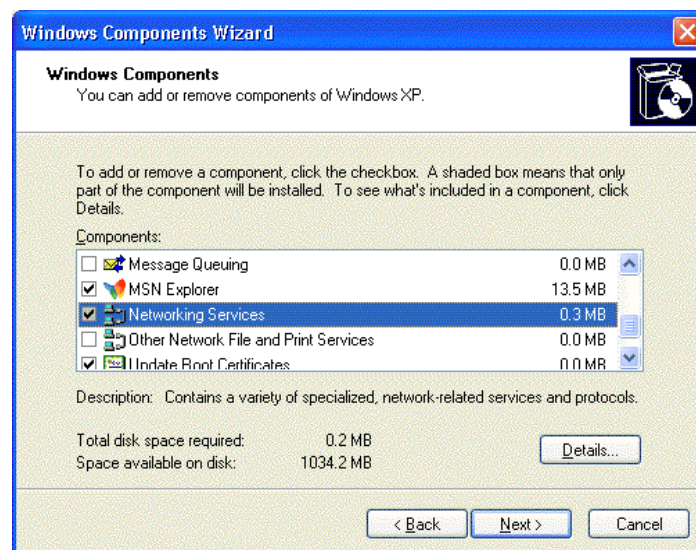 Windows Components Wizard
Windows Components
You can add or remove components of Windows XP.
To add or remove a component, click the checkbox. A shaded box means that only
part of the component will be installed. To see what's included in a component, click
Details.
Components:
Message Queuing 0.0 MB
MSN Explorer 13.5 MB
Networking Services 0.3 MB
Other Network File and Print Services 0.0 MB
Update Root Certificates 0.0 MB
Description: Contains a variety of specialized, network-related services and protocols.
Total disk space required: 0.2 MB
Space available on disk: 1034.2 MB
Details...
< Back Next > Cancel